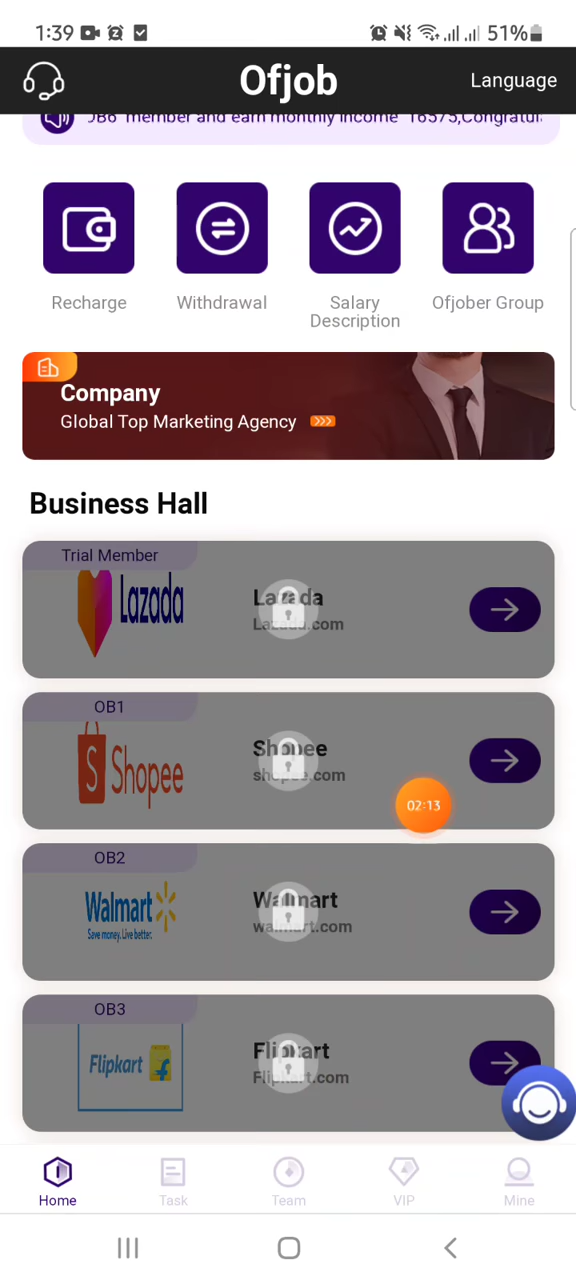 1:39
51%
Ofjob
Language
OB6 member and earn monthly income 16575,Congratul
Recharge
Withdrawal
Salary
Description
Ofjober Group
Company
Global Top Marketing Agency
Business Hall
Trial Member
Lazada
Lazada
Lazada.com
OB1
Shopee
Shopee
shopee.com
02:13
OB2
Walmart
Save money. Live better.
Walmart
walmart.com
OB3
Flipkart
Flipkart
Flipkart.com
Home
Task
Team
VIP
Mine